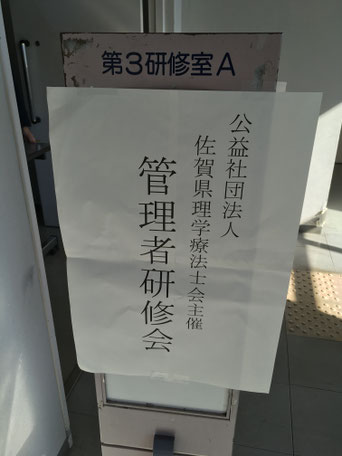 第3研修室A
公益社団法人
佐賀県理学療法士会主催
管理者研修会